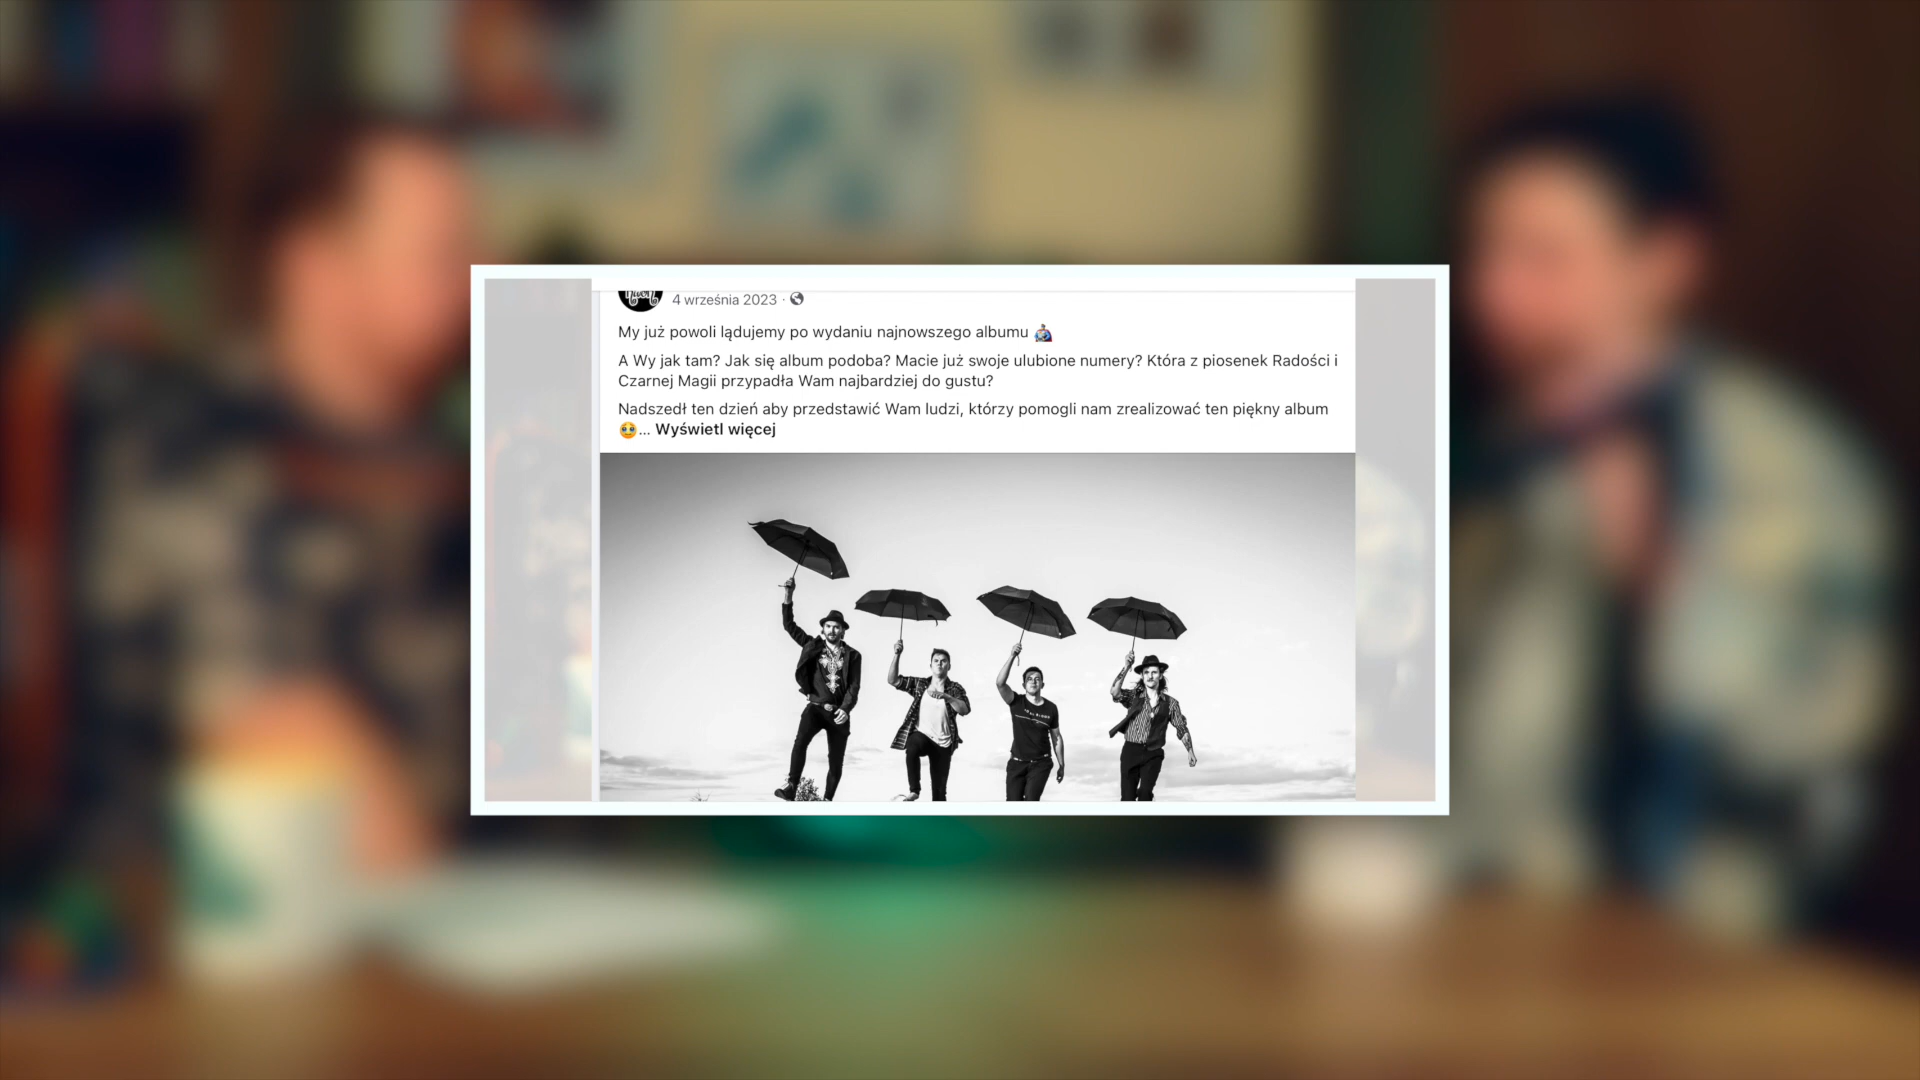 4 września 2023
My już powoli lądujemy po wydaniu najnowszego albumu
A Wy jak tam? Jak się album podoba? Macie już swoje ulubione numery? Która z piosenek Radości i
Czarnej Magii przypadła Wam najbardziej do gustu?
Nadszedł ten dzień aby przedstawić Wam ludzi, którzy pomogli nam zrealizować ten piękny album
🥹... Wyświetl więcej